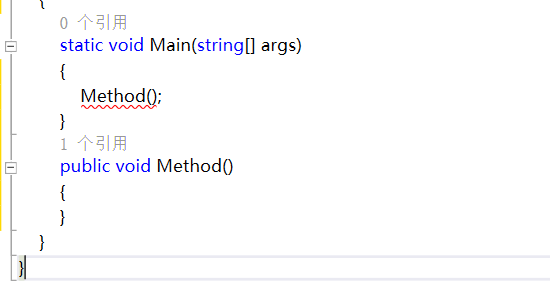 {
0 个引用
static void Main(string[] args)
{
Method();
}
1 个引用
public void Method()
{
}
}
}